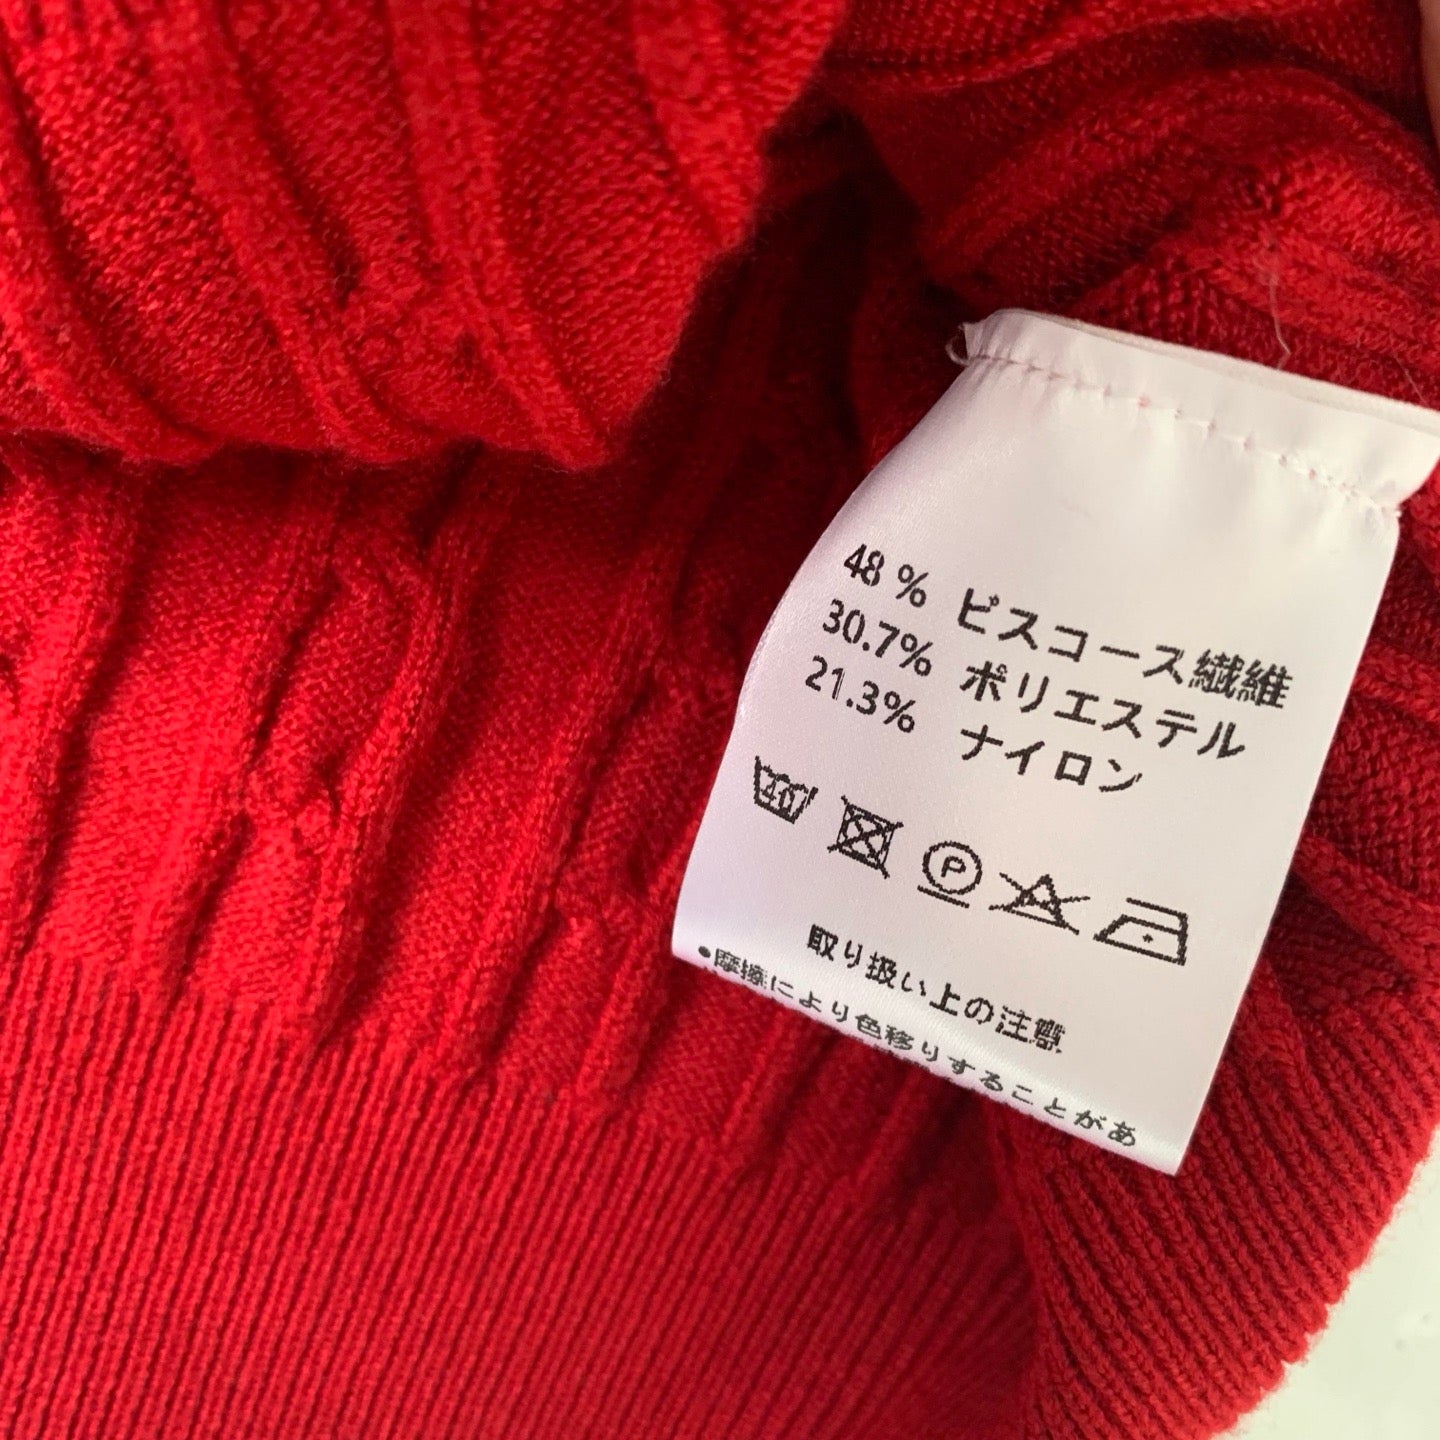 48 % ビスコース繊維
30.7% ポリエステル
21.3% ナイロン
40
P
取り扱い上の注意
•摩擦により色移りすることがあ